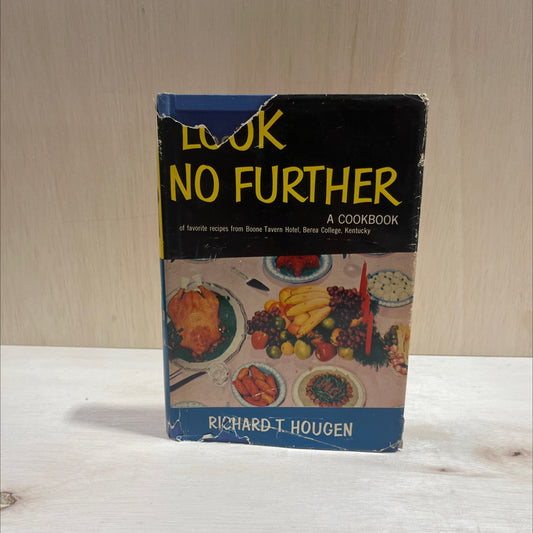 LOOK
NO FURTHER
A COOKBOOK
of favorite recipes from Boone Tavern Hotel, Berea College, Kentucky
RICHARD T. HOUGEN